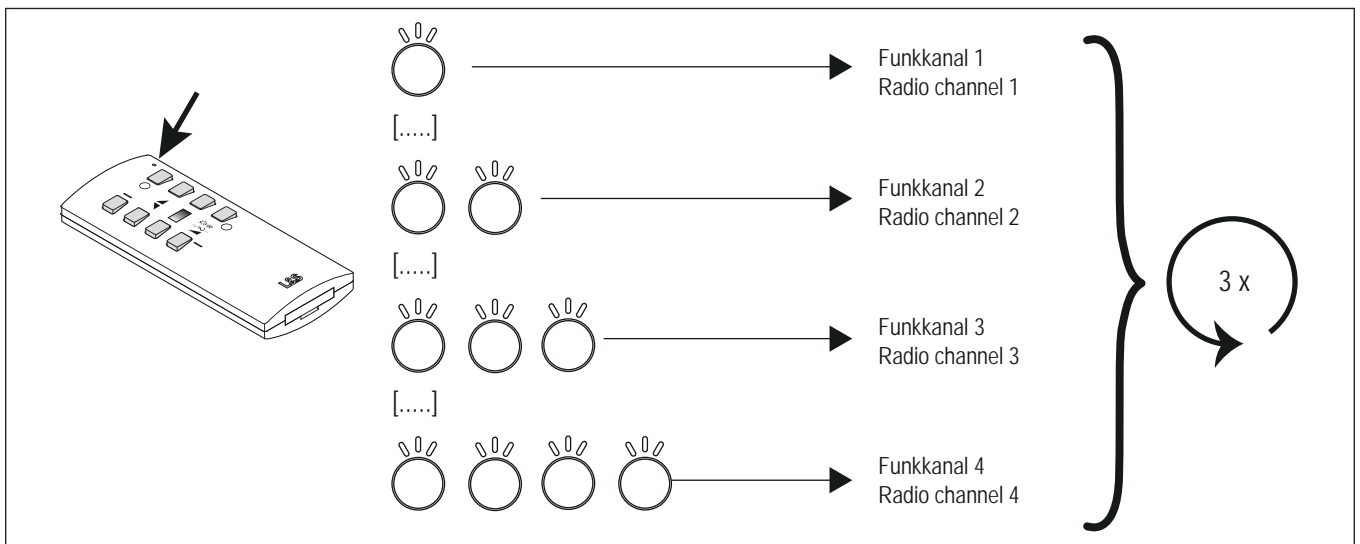 Funkkanal 1
Radio channel 1
[.....]
Funkkanal 2
Radio channel 2
[.....]
Funkkanal 3
Radio channel 3
[.....]
Funkkanal 4
Radio channel 4
3 x